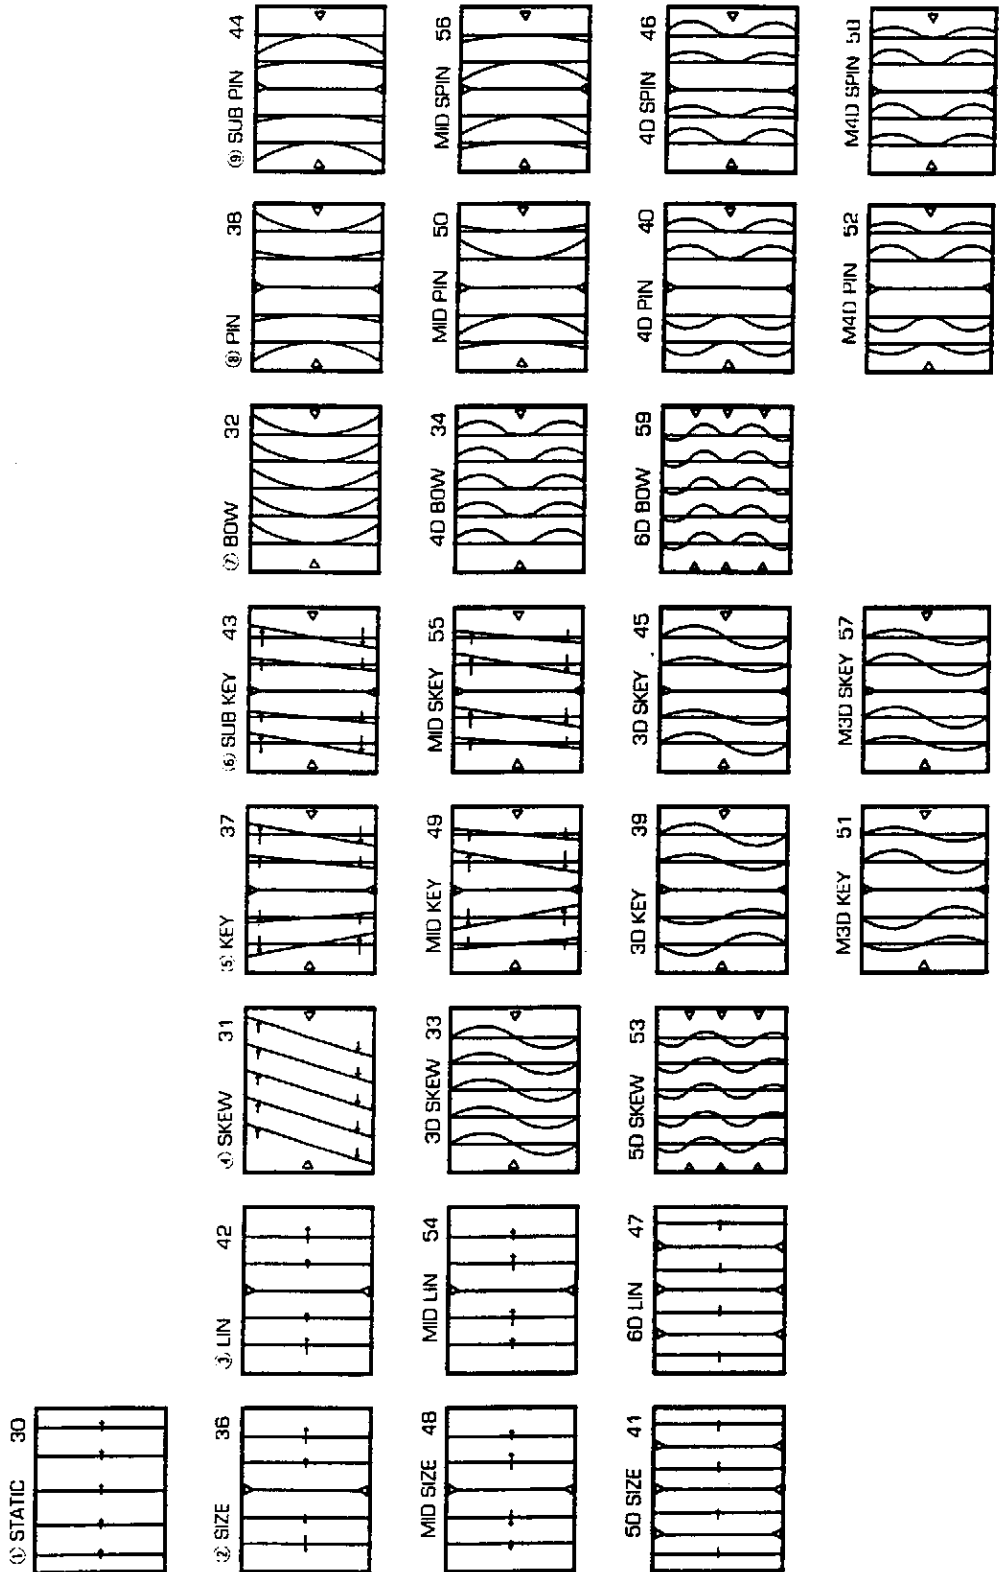 ① STATIC 30
② SIZE 36
③ LIN 42
④ SKEW 31
⑤ KEY 37
⑥ SUB KEY 43
⑦ BOW 32
⑧ PIN 38
⑨ SUB PIN 44
MID SIZE 48
MID LIN 54
3D SKEW 33
MID KEY 49
MID SKEY 55
4D BOW 34
MID PIN 50
MID SPIN 56
5D SIZE 41
6D LIN 47
5D SKEW 53
3D KEY 39
3D SKEY 45
6D BOW 59
4D PIN 40
4D SPIN 46
M3D KEY 51
M3D SKEY 57
M4D PIN 52
M4D SPIN 58